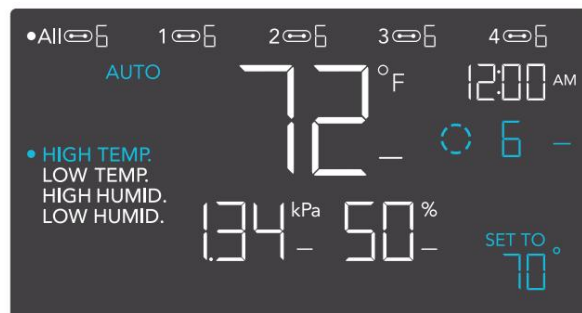 •All 6 1 6 2 6 3 6 4 6
AUTO
72 °F
12:00 AM
6 –
• HIGH TEMP.
LOW TEMP.
HIGH HUMID.
LOW HUMID.
1.34 kPa – 50 % –
SET TO
70°